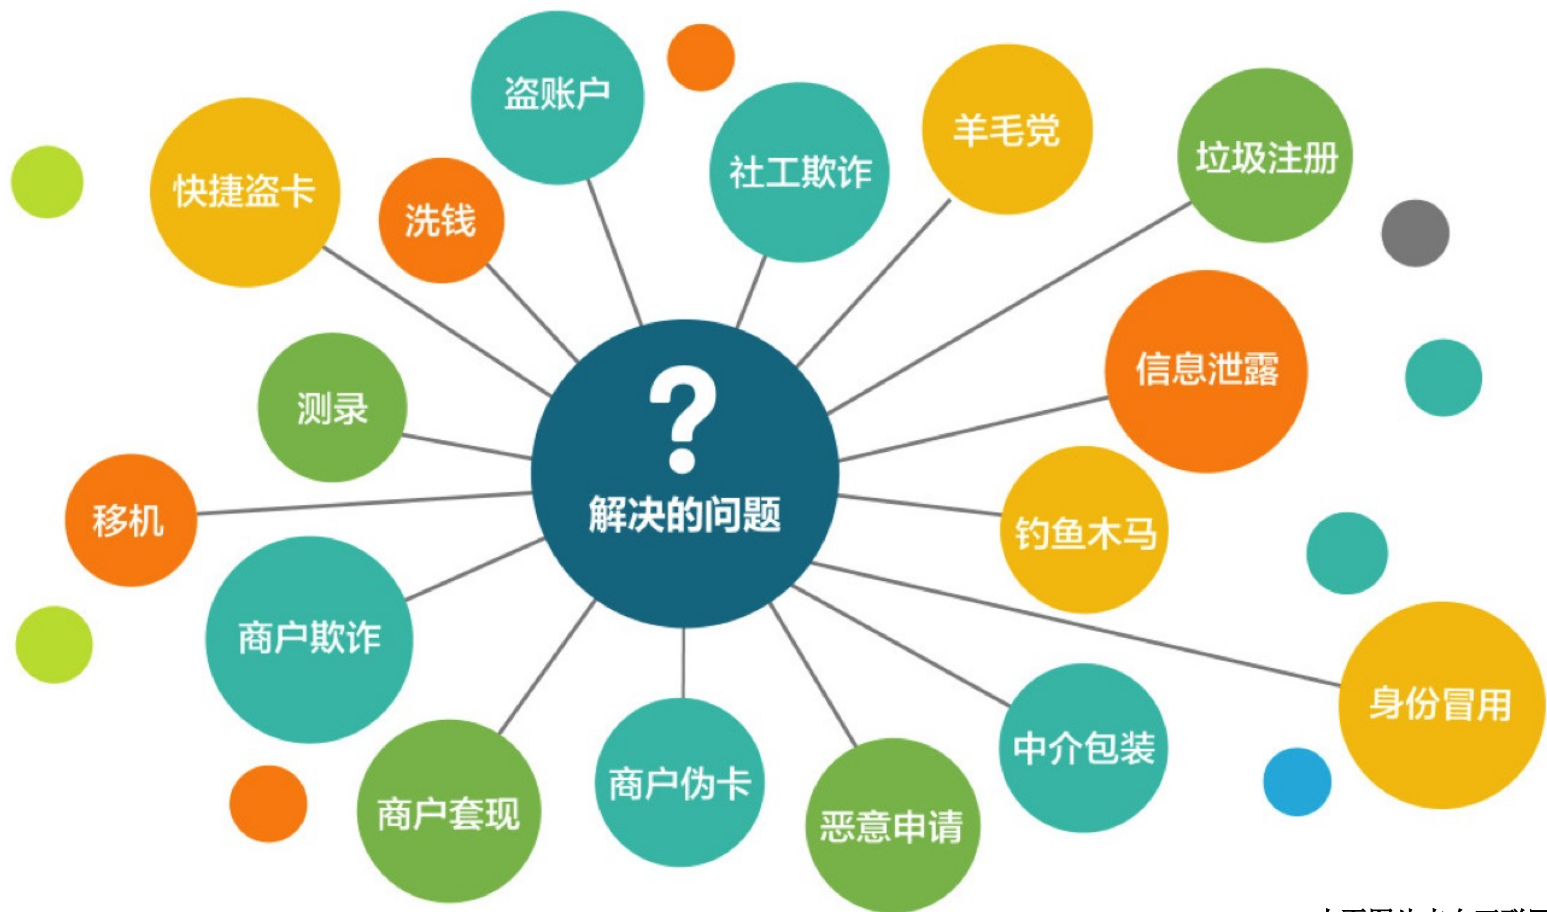 盗账户
羊毛党
社工欺诈
垃圾注册
快捷盗卡
洗钱
信息泄露
测录
?
解决的问题
移机
钓鱼木马
商户欺诈
身份冒用
中介包装
商户套现
商户伪卡
恶意申请